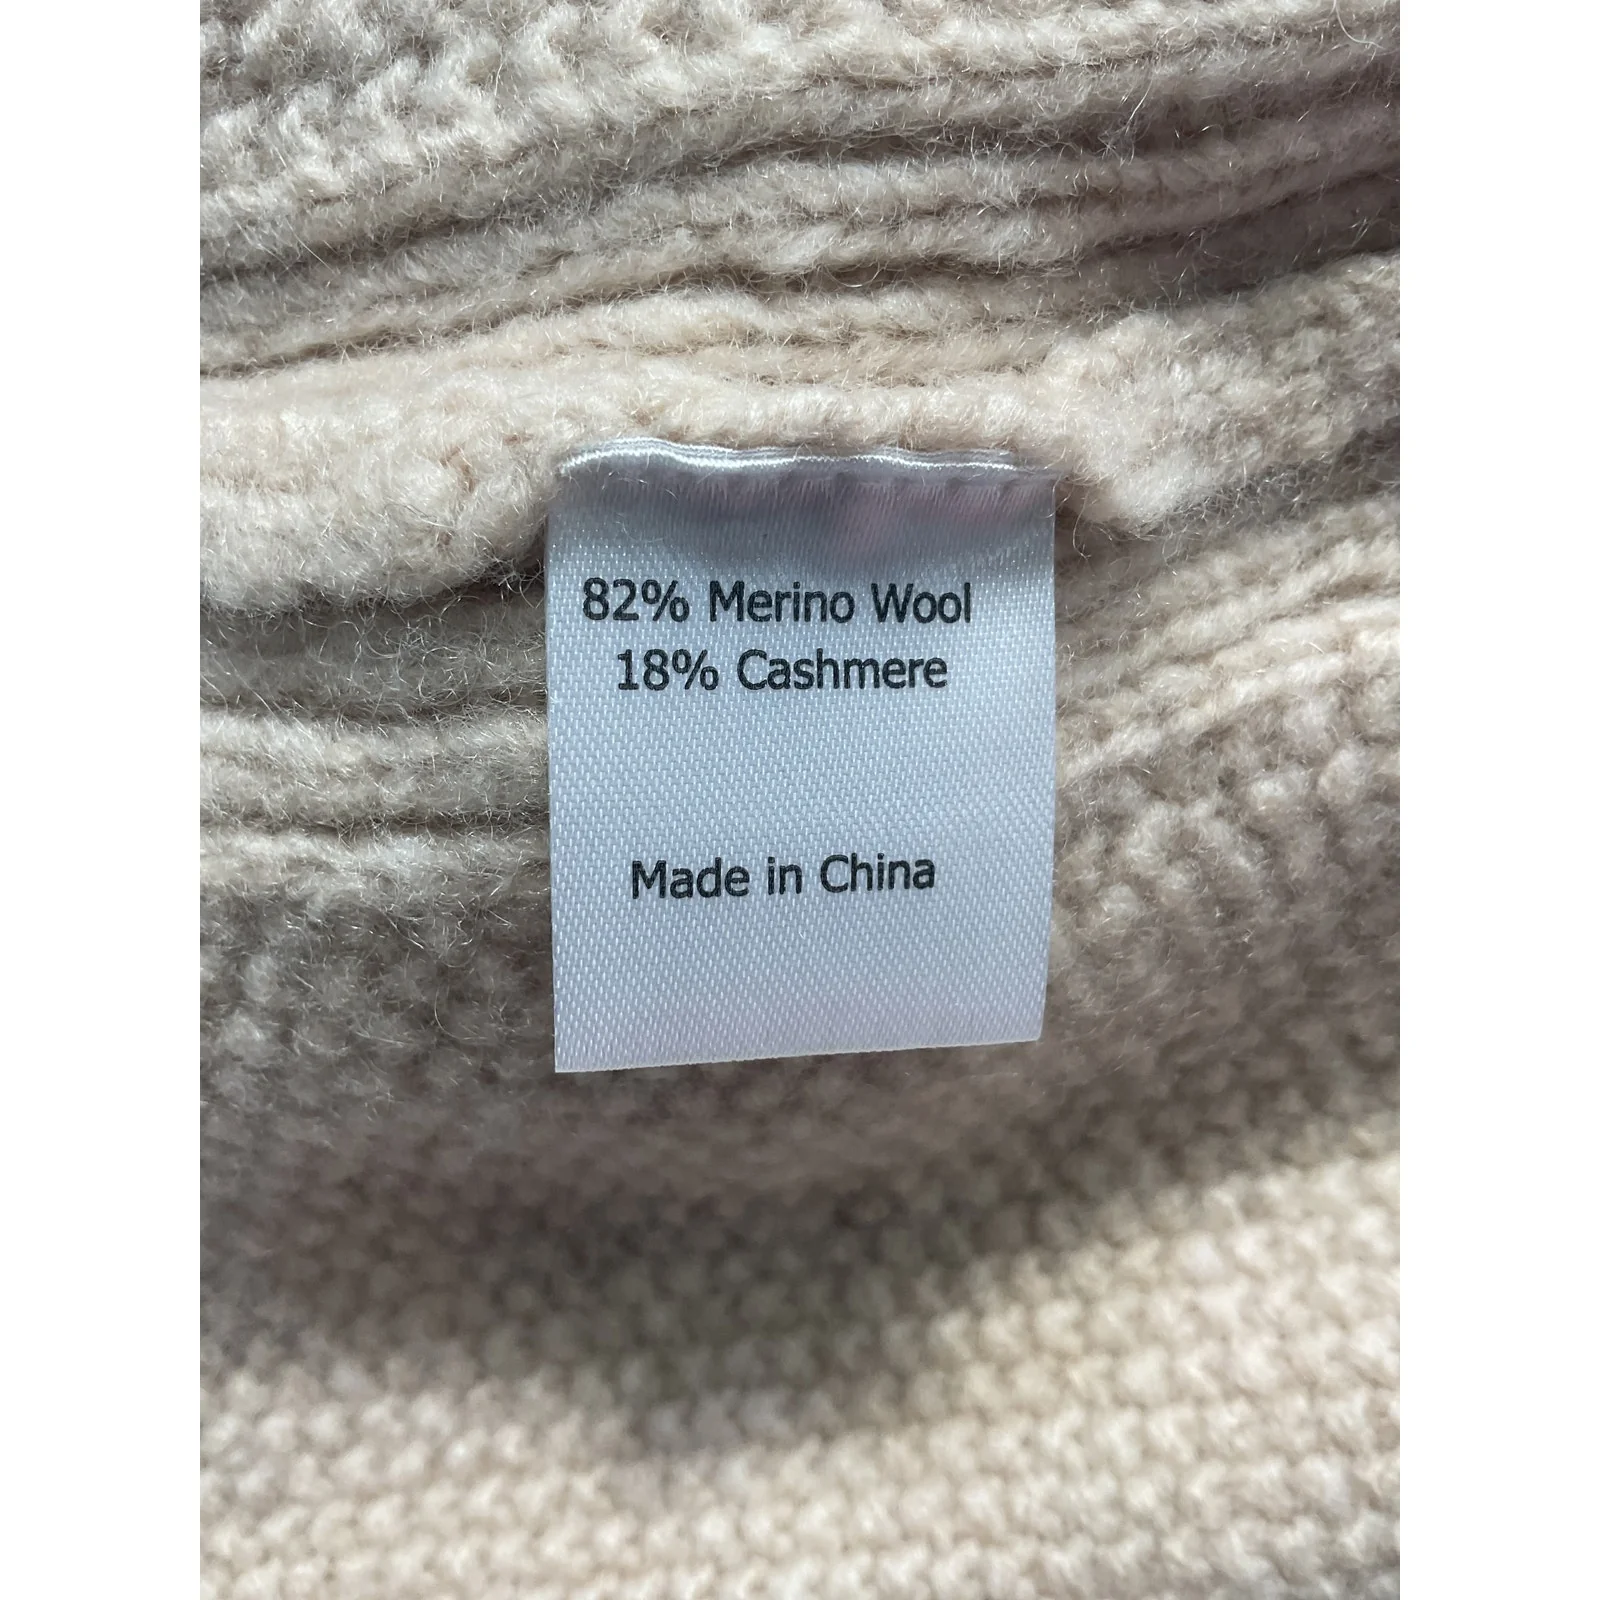 82% Merino Wool
18% Cashmere
Made in China